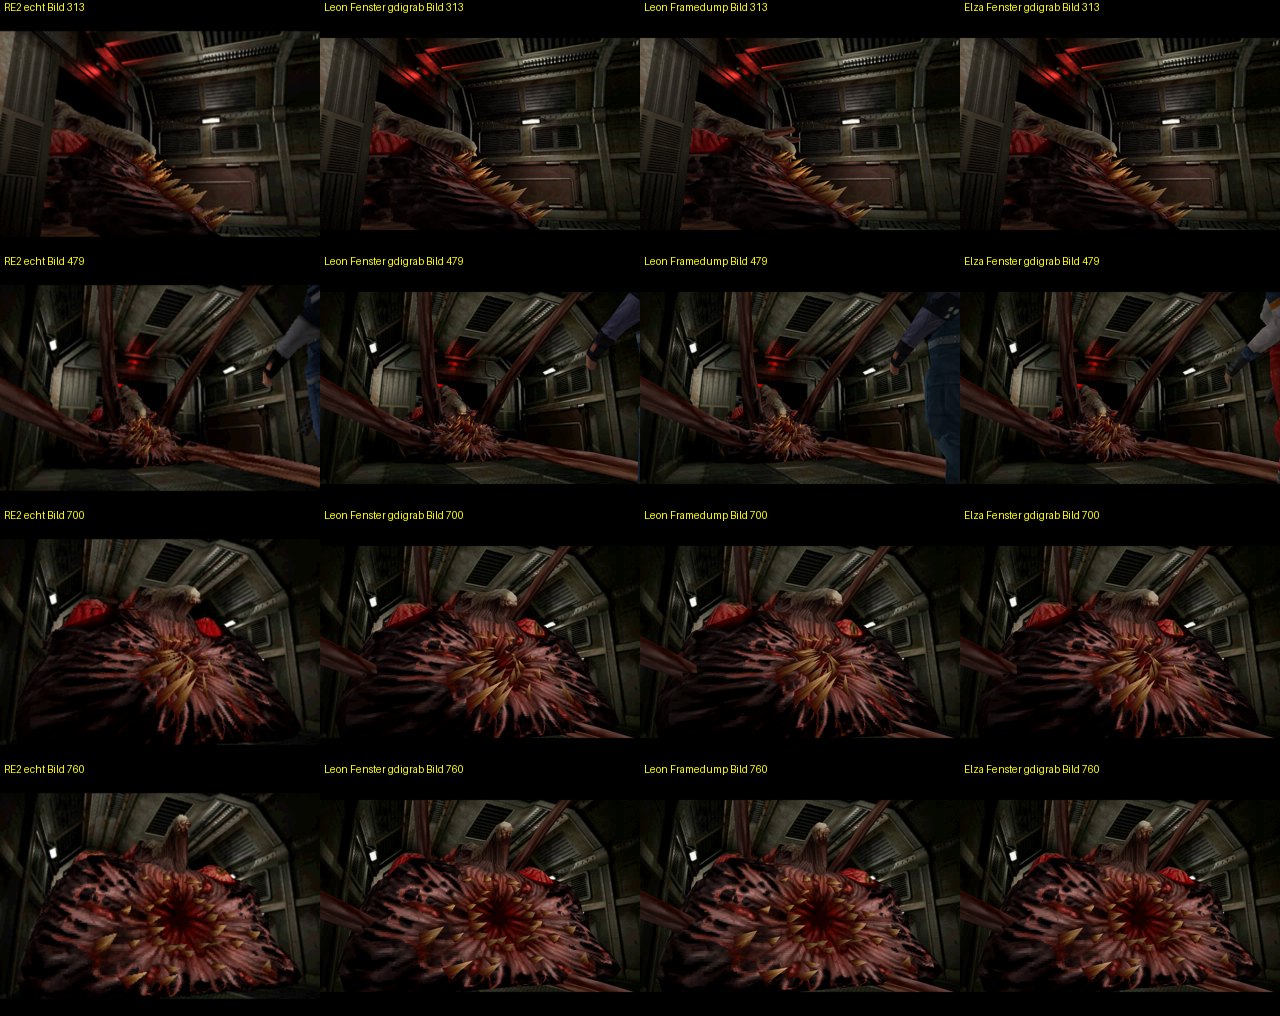 RE2 echt Bild 313
Leon Fenster gdigrab Bild 313
Leon Framedump Bild 313
Elza Fenster gdigrab Bild 313
RE2 echt Bild 479
Leon Fenster gdigrab Bild 479
Leon Framedump Bild 479
Elza Fenster gdigrab Bild 479
RE2 echt Bild 700
Leon Fenster gdigrab Bild 700
Leon Framedump Bild 700
Elza Fenster gdigrab Bild 700
RE2 echt Bild 760
Leon Fenster gdigrab Bild 760
Leon Framedump Bild 760
Elza Fenster gdigrab Bild 760